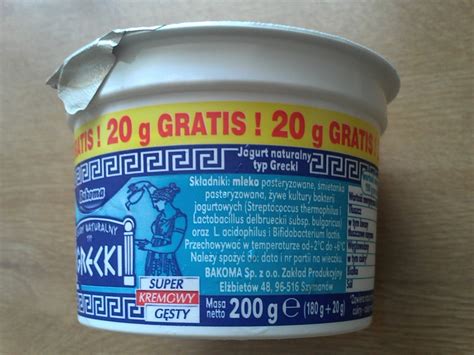 ATIS ! 20 g GRATIS ! 20 g GRATIS !
Jogurt naturalny
typ Grecki
Bakoma
NATURALNY
GRECKI
SUPER
KREMOWY
GĘSTY
Składniki: mleko pasteryzowane, śmietanka
pasteryzowana, żywe kultury bakterii
jogurtowych (Streptococcus thermophilus i
Lactobacillus delbrueckii subsp. bulgaricus)
oraz L. acidophilus i Bifidobacterium lactis.
Przechowywać w temperaturze od +2°C do +8°C
Należy spożyć do: data i nr partii na wieczku
BAKOMA Sp. z o.o. Zakład Produkcyjny
Elżbietów 48, 96-516 Szymanów
Masa
netto 200 g e (180 g + 20 g)